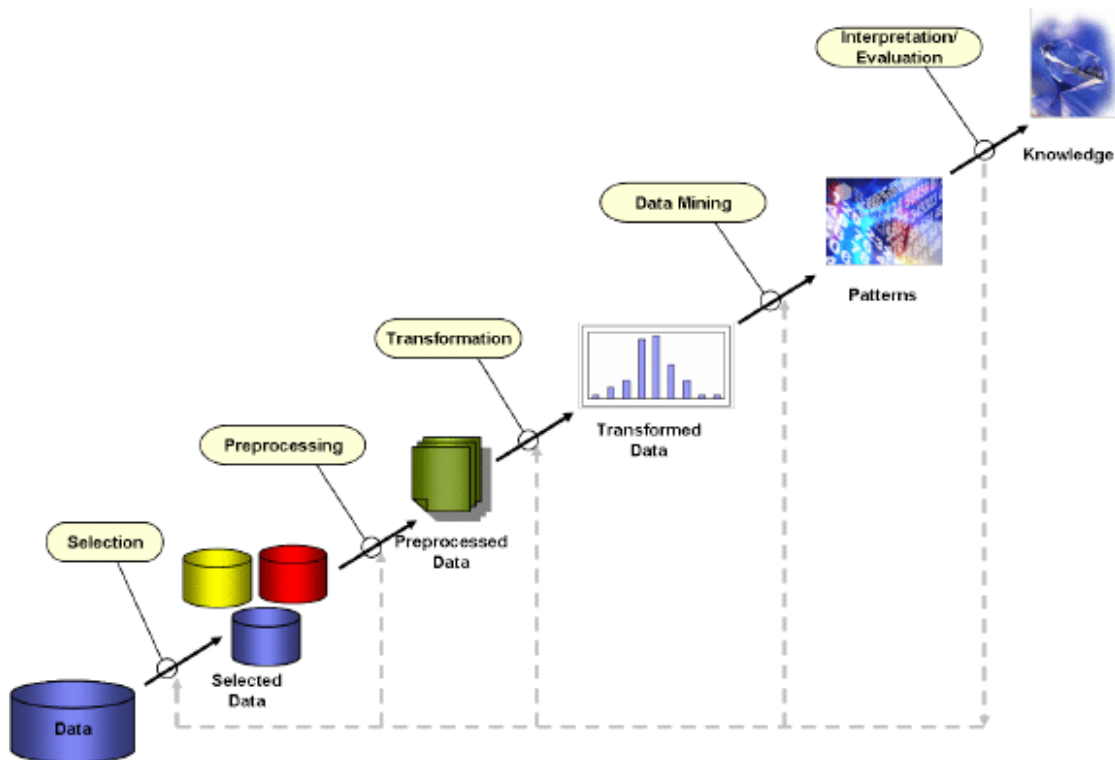 Interpretation/
Evaluation
Knowledge
Data Mining
Patterns
Transformation
Transformed
Data
Preprocessing
Preprocessed
Data
Selection
Selected
Data
Data